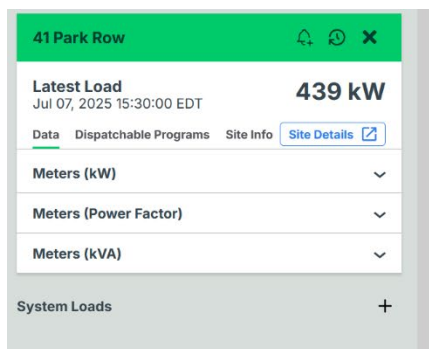 41 Park Row
Latest Load
439 kW
Jul 07, 2025 15:30:00 EDT
Data Dispatchable Programs Site Info Site Details
Meters (kW)
Meters (Power Factor)
Meters (kVA)
System Loads +